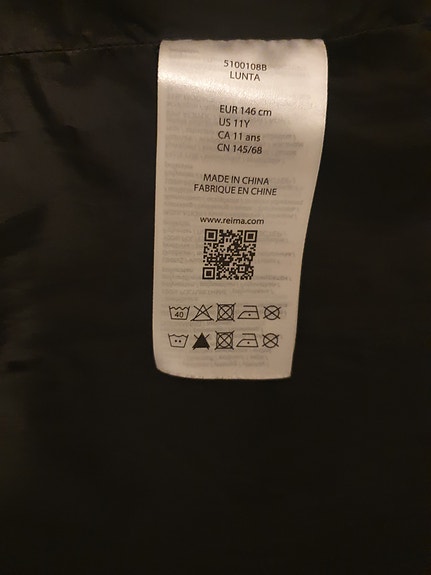 5100108B
LUNTA
EUR 146 cm
US 11Y
CA 11 ans
CN 145/68
MADE IN CHINA
FABRIQUE EN CHINE
www.reima.com
40